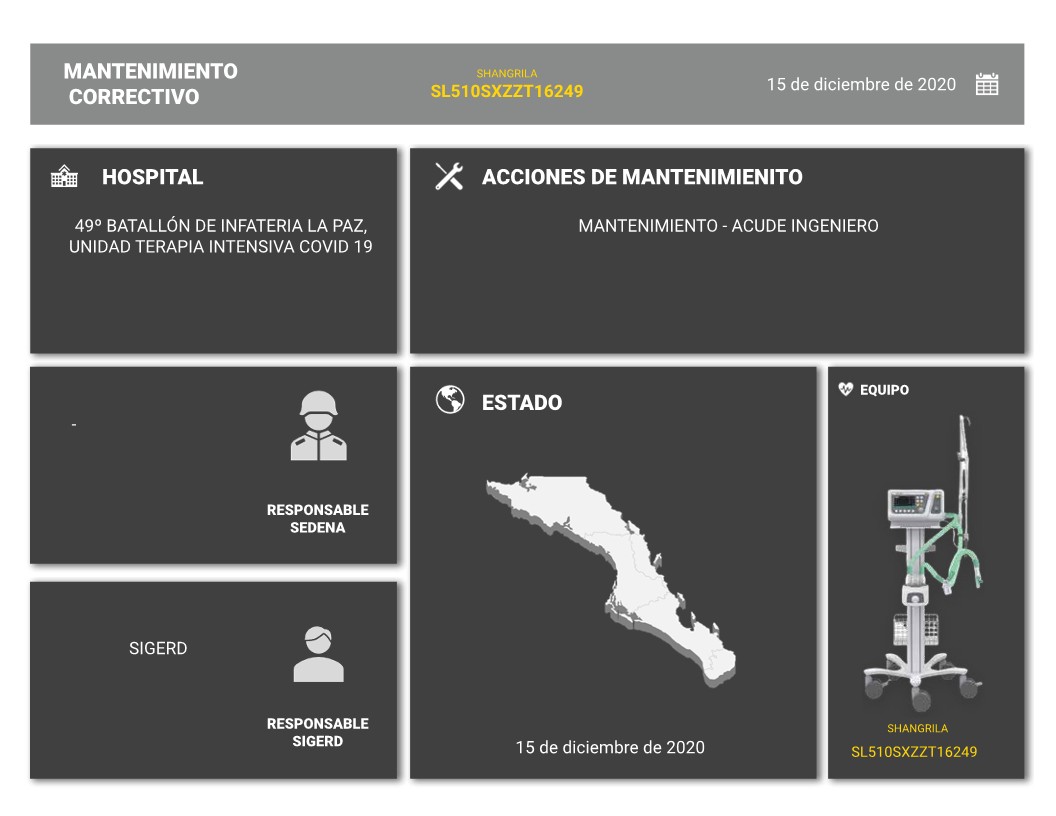 MANTENIMIENTO
CORRECTIVO
SHANGRILA
SL510SXZZT16249
15 de diciembre de 2020
HOSPITAL
49º BATALLÓN DE INFATERIA LA PAZ,
UNIDAD TERAPIA INTENSIVA COVID 19
ACCIONES DE MANTENIMIENITO
MANTENIMIENTO - ACUDE INGENIERO
-
RESPONSABLE
SEDENA
SIGERD
RESPONSABLE
SIGERD
ESTADO
15 de diciembre de 2020
EQUIPO
SHANGRILA
SL510SXZZT16249